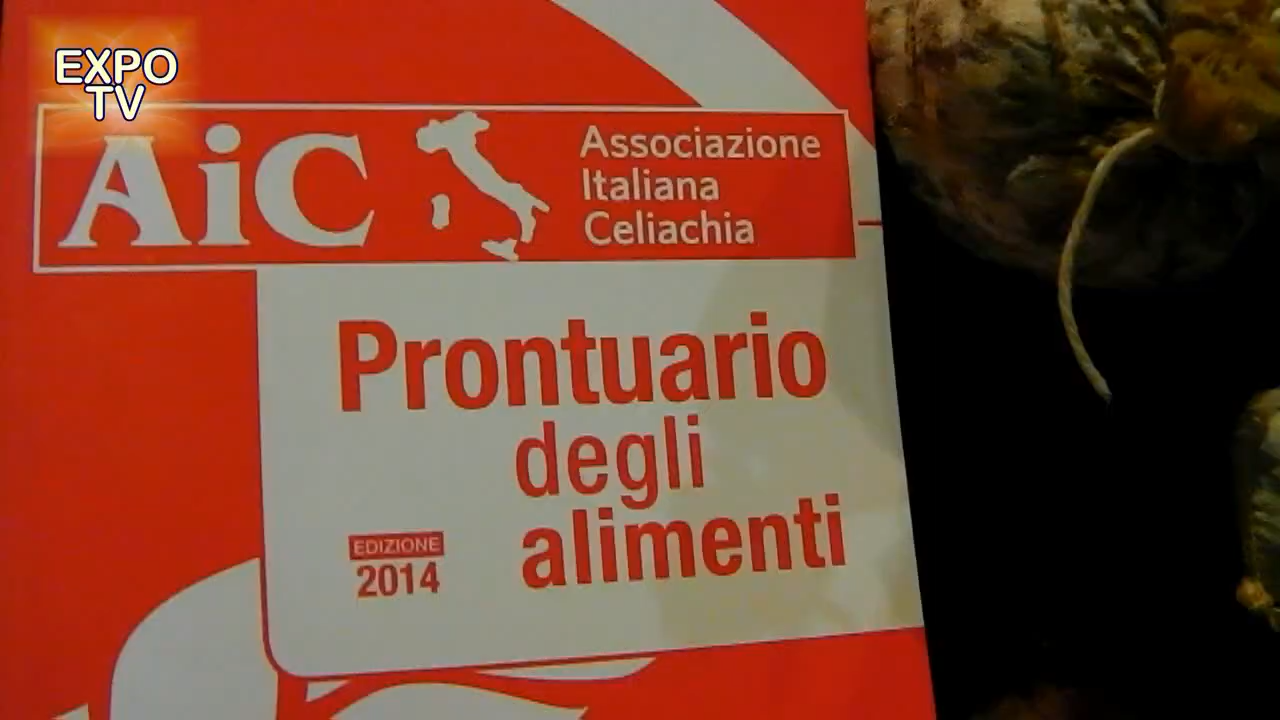 EXPO
TV
AiC
Associazione
Italiana
Celiachia
Prontuario
degli
alimenti
EDIZIONE
2014